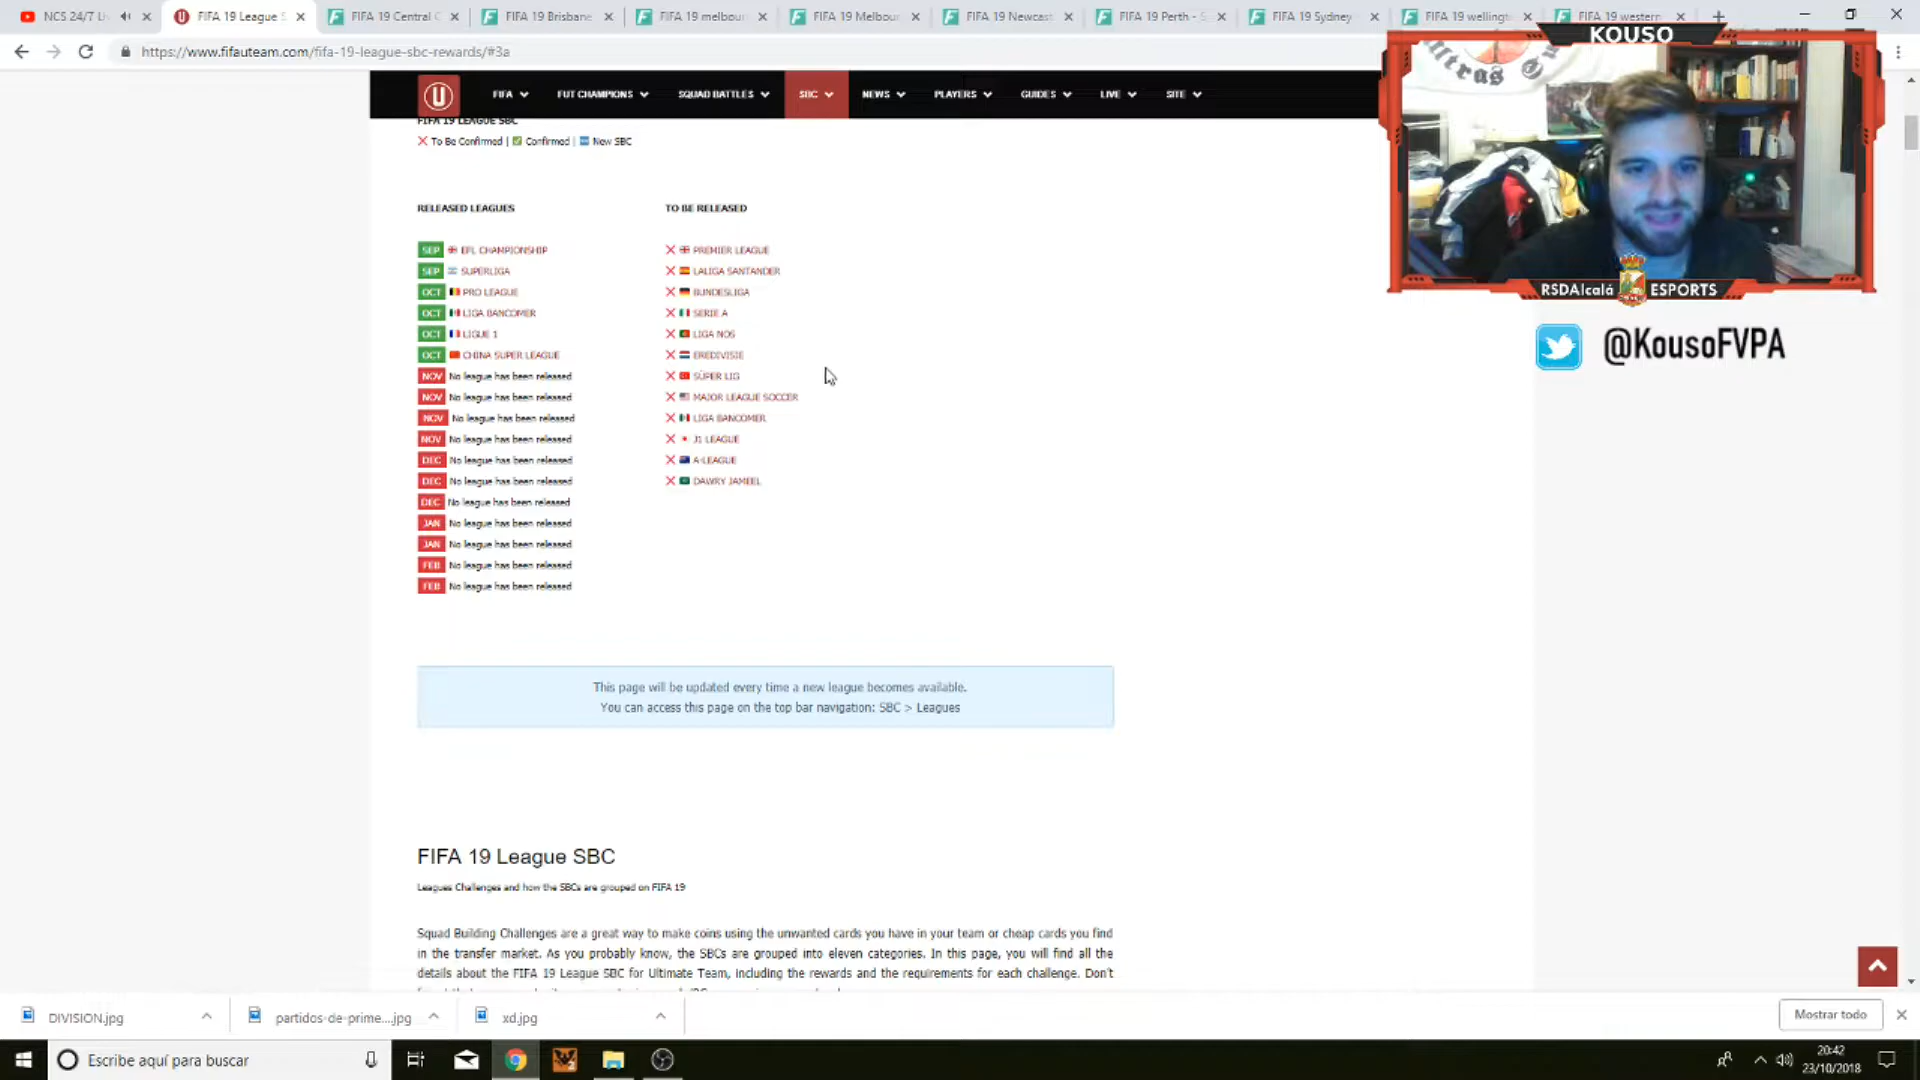 NCS 24/7 Li
FIFA 19 League S
FIFA 19 Central C
FIFA 19 Brisbane
FIFA 19 melbou
FIFA 19 Melbou
FIFA 19 Newcas
FIFA 19 Perth - S
FIFA 19 Sydney
FIFA 19 welling
FIFA 19 western
https://www.fifauteam.com/fifa-19-league-sbc-rewards/#3a
KOUSO
FIFA
FUT CHAMPIONS
SQUAD BATTLES
SBC
NEWS
PLAYERS
GUIDES
LIVE
SITE
FIFA 19 LEAGUE SBC
To Be Confirmed | Confirmed | New SBC
RELEASED LEAGUES
SEP EFL CHAMPIONSHIP
SEP SUPERLIGA
OCT PRO LEAGUE
OCT LIGA BANCOMER
OCT LIGUE 1
OCT CHINA SUPER LEAGUE
NOV No league has been released
NOV No league has been released
NOV No league has been released
NOV No league has been released
DEC No league has been released
DEC No league has been released
DEC No league has been released
JAN No league has been released
JAN No league has been released
FEB No league has been released
FEB No league has been released
TO BE RELEASED
PREMIER LEAGUE
LALIGA SANTANDER
BUNDESLIGA
SERIE A
LIGA NOS
EREDIVISIE
SÜPER LIG
MAJOR LEAGUE SOCCER
LIGA BANCOMER
J1 LEAGUE
A-LEAGUE
DAWRY JAMEEL
RSDAlcalá ESPORTS
@KousoFVPA
This page will be updated every time a new league becomes available.
You can access this page on the top bar navigation: SBC > Leagues
FIFA 19 League SBC
Leagues Challenges and how the SBCs are grouped on FIFA 19
Squad Building Challenges are a great way to make coins using the unwanted cards you have in your team or cheap cards you find
in the transfer market. As you probably know, the SBCs are grouped into eleven categories. In this page, you will find all the
details about the FIFA 19 League SBC for Ultimate Team, including the rewards and the requirements for each challenge. Don't
DIVISION.jpg
partidos-de-prime....jpg
xd.jpg
Mostrar todo
Escribe aquí para buscar
20:42
23/10/2018